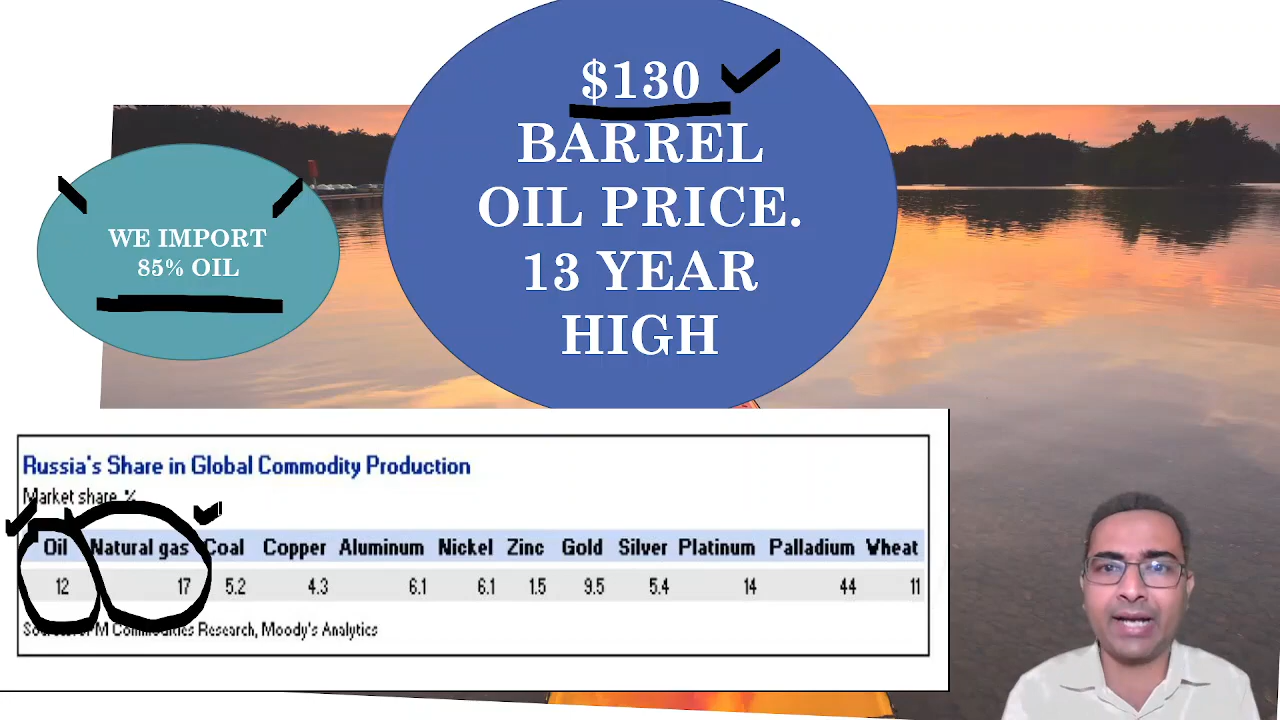 $130
BARREL
OIL PRICE.
13 YEAR
HIGH
WE IMPORT
85% OIL
Russia's Share in Global Commodity Production
Market share %
Oil Natural gas Coal Copper Aluminum Nickel Zinc Gold Silver Platinum Palladium Wheat
12 17 5.2 4.3 6.1 6.1 1.5 9.5 5.4 14 44 11
Commodities Research, Moody's Analytics